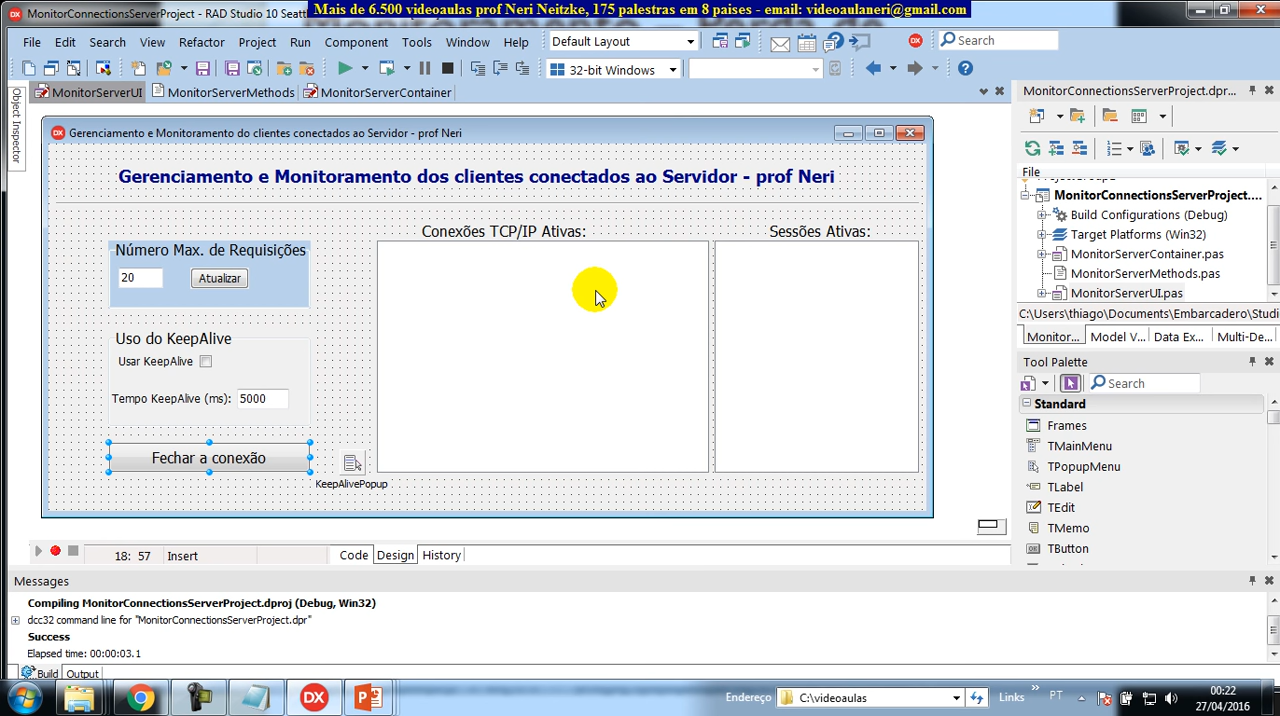 Mais de 6.500 videoaulas prof Neri Neitzke, 175 palestras em 8 paises - email: videoaulaneri@gmail.com
MonitorConnectionsServerProject - RAD Studio 10 Seatt
File Edit Search View Refactor Project Run Component Tools Window Help Default Layout Search
32-bit Windows
MonitorServerUI MonitorServerMethods MonitorServerContainer
Object Inspector
Gerenciamento e Monitoramento do clientes conectados ao Servidor - prof Neri
Gerenciamento e Monitoramento dos clientes conectados ao Servidor - prof Neri
Conexões TCP/IP Ativas: Sessões Ativas:
Número Max. de Requisições
20 Atualizar
Uso do KeepAlive
Usar KeepAlive
Tempo KeepAlive (ms): 5000
Fechar a conexão
KeepAlivePopup
18: 57 Insert Code Design History
Messages
Compiling MonitorConnectionsServerProject.dproj (Debug, Win32)
dcc32 command line for "MonitorConnectionsServerProject.dpr"
Success
Elapsed time: 00:00:03.1
Build Output
MonitorConnectionsServerProject.dpr...
File
MonitorConnectionsServerProject....
Build Configurations (Debug)
Target Platforms (Win32)
MonitorServerContainer.pas
MonitorServerMethods.pas
MonitorServerUI.pas
C:\Users\thiago\Documents\Embarcadero\Studi
Monitor... Model V... Data Ex... Multi-De...
Tool Palette
Search
Standard
Frames
TMainMenu
TPopupMenu
TLabel
TEdit
TMemo
TButton
Endereço C:\videoaulas Links PT
00:22
27/04/2016